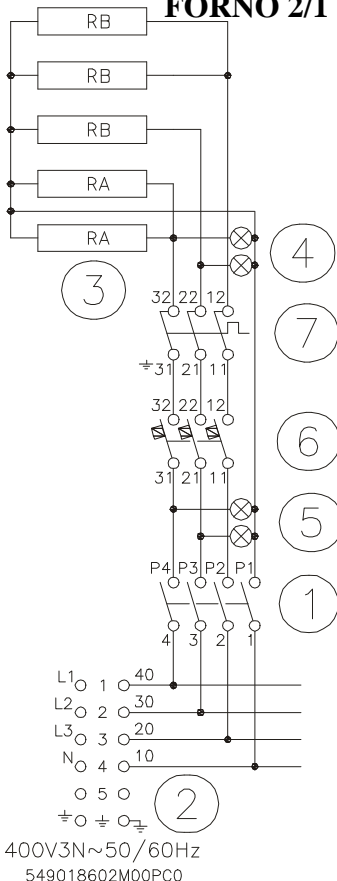 FORNO 2/1
RB
RB
RB
RA
RA
4
3
32 22 12
7
31 21 11
32 22 12
6
31 21 11
5
P4 P3 P2 P1
1
4 3 2 1
L1 1 40
L2 2 30
L3 3 20
N 4 10
5
2
400V3N~50/60Hz
549018602M00PC0